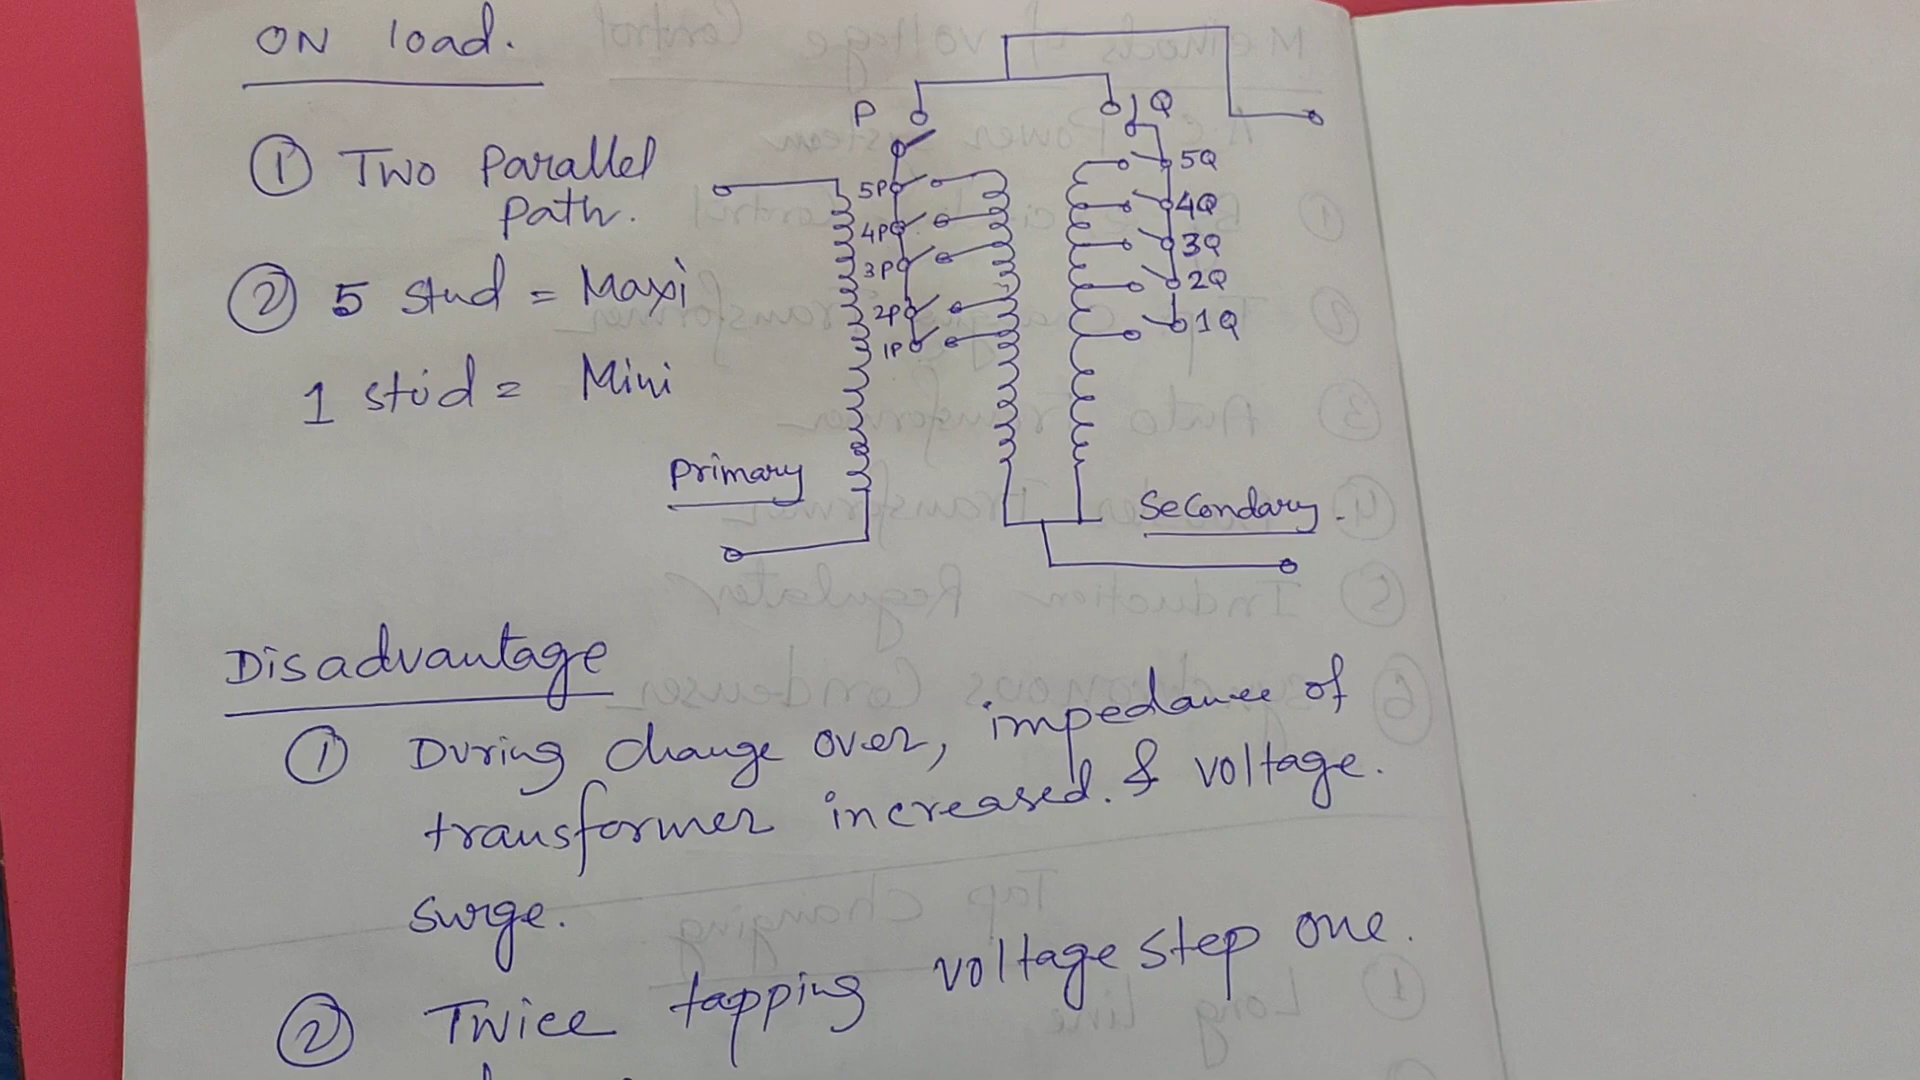 ON load.
① Two Parallel
Path.
② 5 stud = Maxi
1 stud = Mini
P
Q
5P
4P
3P
2P
1P
5Q
4Q
3Q
2Q
1Q
Primary
Secondary.
Disadvantage
① During change over, impedance of
transformer increased. & voltage.
surge.
② Twice tapping voltage step one.